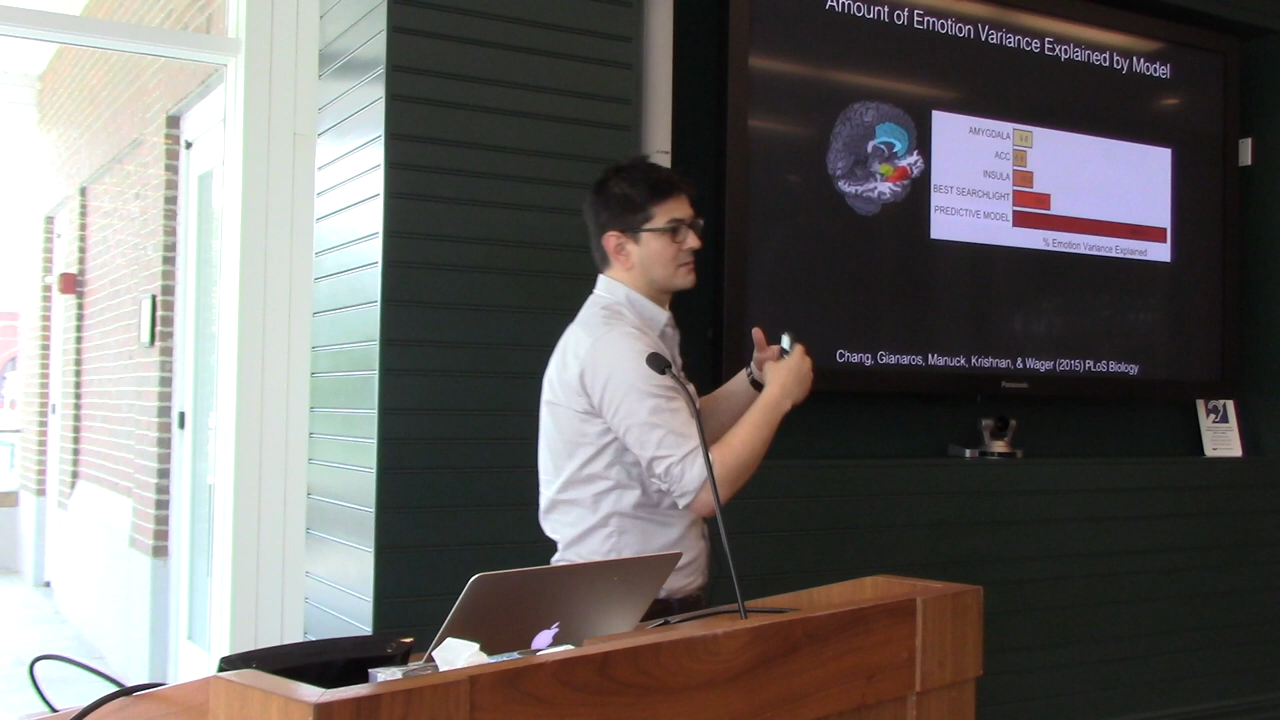 Amount of Emotion Variance Explained by Model
AMYGDALA
ACC
INSULA
BEST SEARCHLIGHT
PREDICTIVE MODEL
% Emotion Variance Explained
Chang, Gianaros, Manuck, Krishnan, & Wager (2015) PLoS Biology
Panasonic